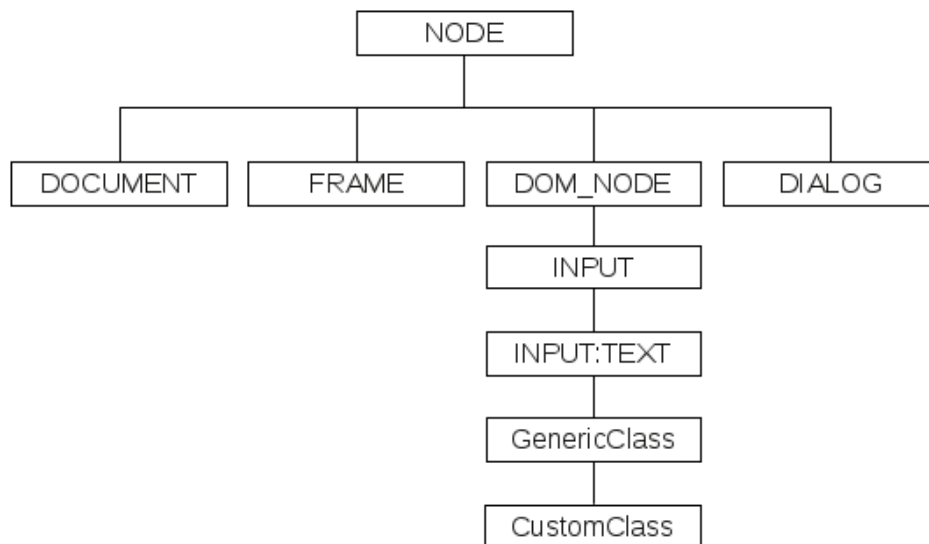 NODE
DOCUMENT
FRAME
DOM_NODE
DIALOG
INPUT
INPUT:TEXT
GenericClass
CustomClass